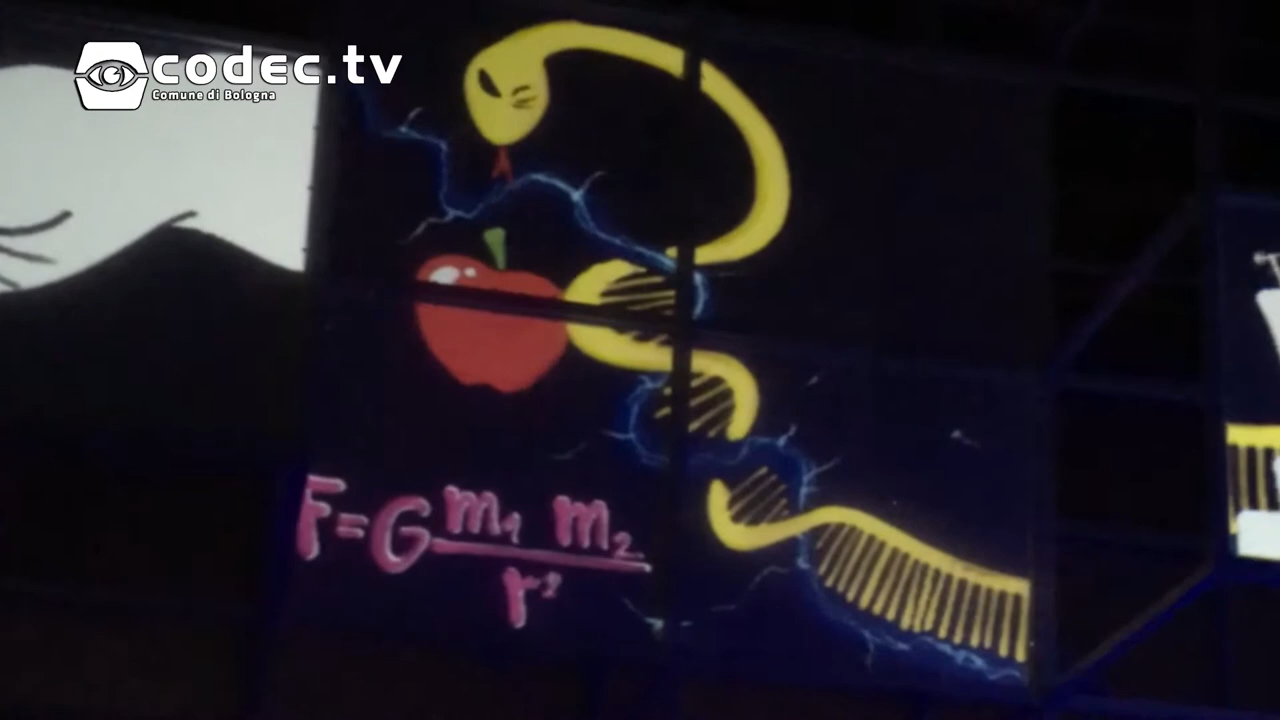 codec.tv
Comune di Bologna
F=G m₁ m₂
r²